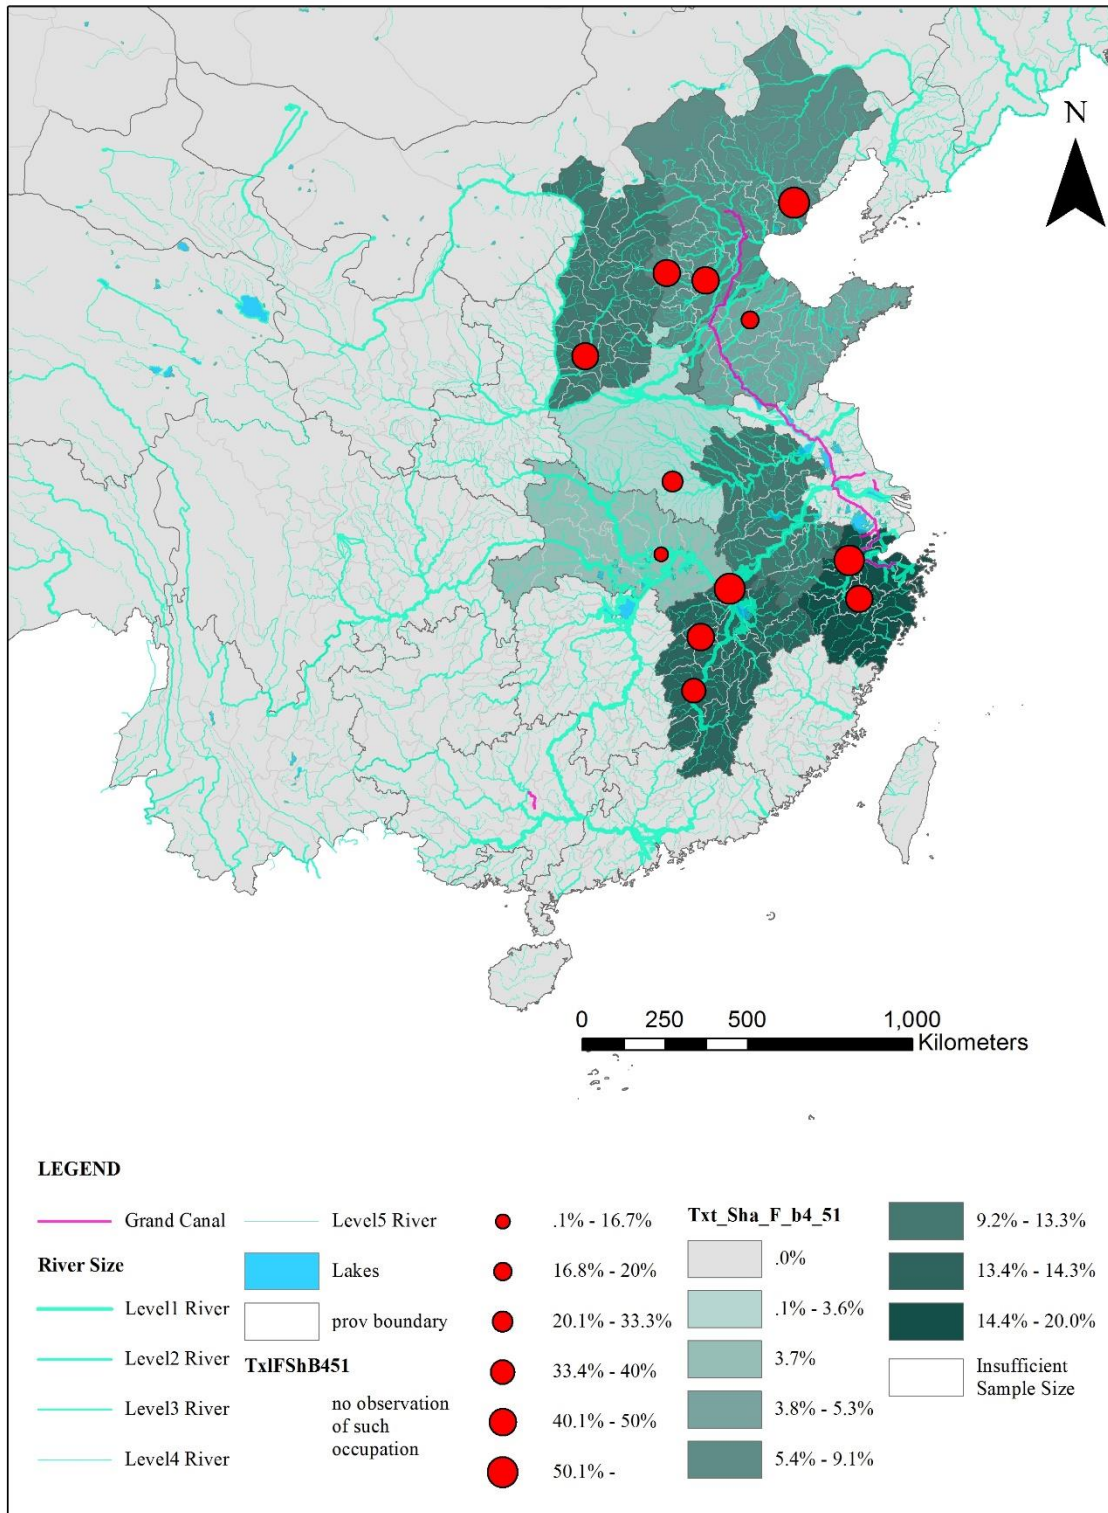 N
0 250 500 1,000
Kilometers
LEGEND
Grand Canal
River Size
Level1 River
Level2 River
Level3 River
Level4 River
Level5 River
Lakes
prov boundary
TxlFShB451
no observation
of such
occupation
.1% - 16.7%
16.8% - 20%
20.1% - 33.3%
33.4% - 40%
40.1% - 50%
50.1% -
Txt_Sha_F_b4_51
.0%
.1% - 3.6%
3.7%
3.8% - 5.3%
5.4% - 9.1%
9.2% - 13.3%
13.4% - 14.3%
14.4% - 20.0%
Insufficient
Sample Size